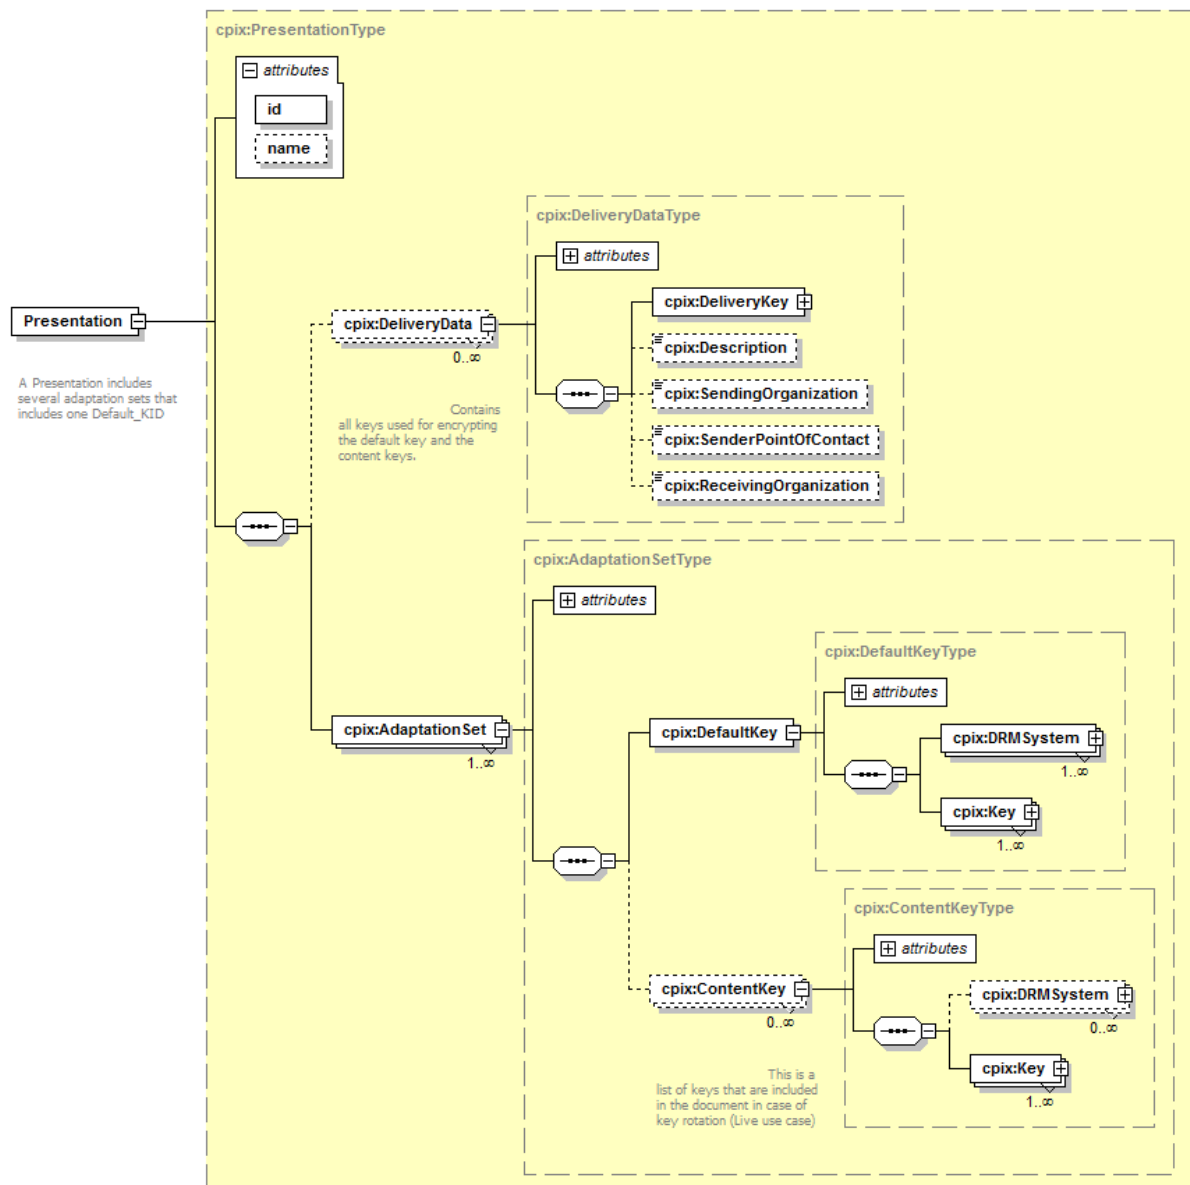 cpix:PresentationType
attributes
id
name
cpix:DeliveryDataType
attributes
cpix:DeliveryKey
Presentation
cpix:DeliveryData
0..∞
cpix:Description
A Presentation includes
several adaptation sets that
includes one Default_KID
cpix:SendingOrganization
Contains
all keys used for encrypting
the default key and the
content keys.
cpix:SenderPointOfContact
cpix:ReceivingOrganization
cpix:AdaptationSetType
attributes
cpix:DefaultKeyType
attributes
cpix:AdaptationSet
1..∞
cpix:DefaultKey
cpix:DRMSystem
1..∞
cpix:Key
1..∞
cpix:ContentKeyType
attributes
cpix:ContentKey
0..∞
cpix:DRMSystem
0..∞
cpix:Key
1..∞
This is a
list of keys that are included
in the document in case of
key rotation (Live use case)